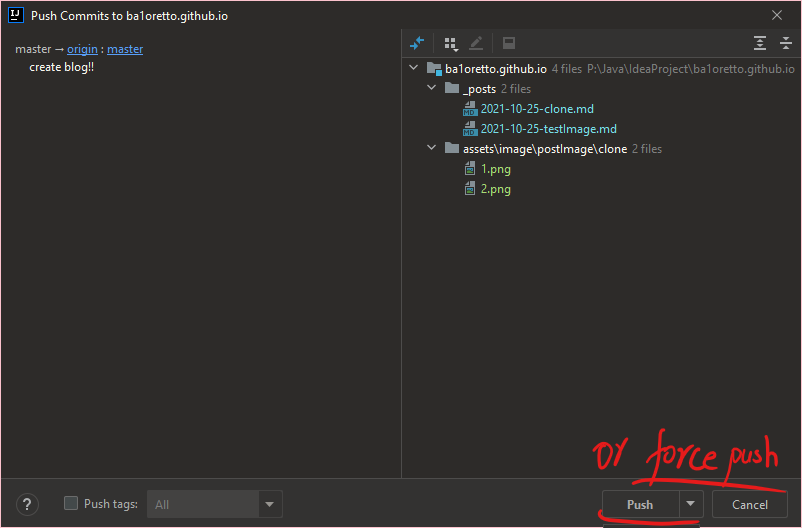 Push Commits to ba1oretto.github.io
master → origin : master
create blog!!
ba1oretto.github.io 4 files P:\Java\IdeaProject\ba1oretto.github.io
_posts 2 files
2021-10-25-clone.md
2021-10-25-testImage.md
assets\image\postImage\clone 2 files
1.png
2.png
or force push
? Push tags: All Push Cancel